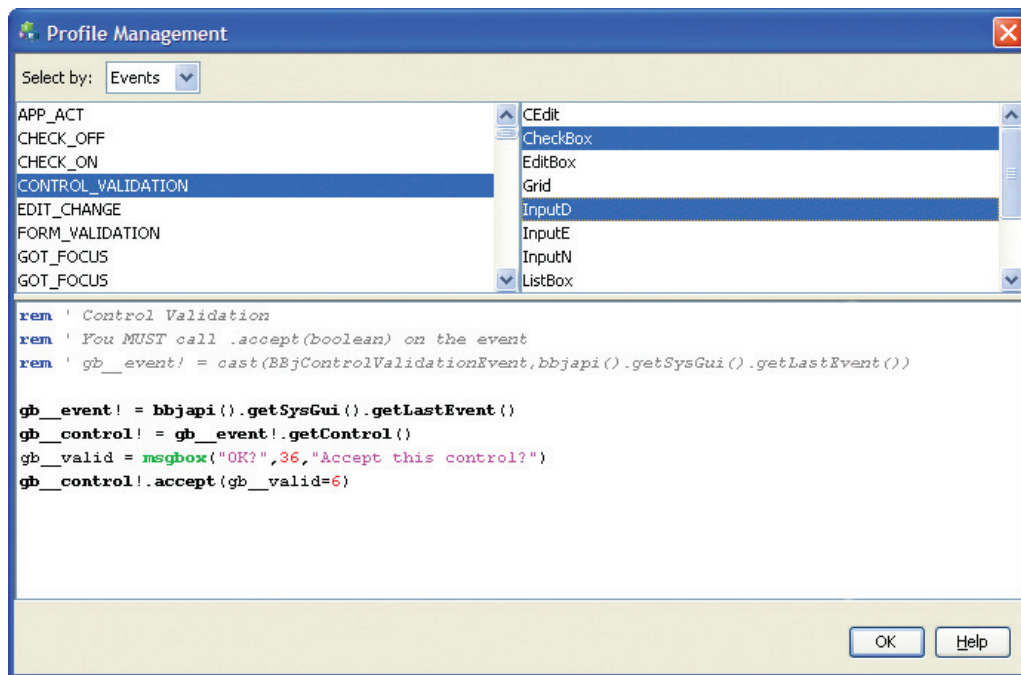 Profile Management
Select by: Events
APP_ACT
CHECK_OFF
CHECK_ON
CONTROL_VALIDATION
EDIT_CHANGE
FORM_VALIDATION
GOT_FOCUS
GOT_FOCUS
CEdit
CheckBox
EditBox
Grid
InputD
InputE
InputN
ListBox
rem ' Control Validation
rem ' You MUST call .accept(boolean) on the event
rem ' gb__event! = cast(BBjControlValidationEvent,bbjapi().getSysGui().getLastEvent())
gb__event! = bbjapi().getSysGui().getLastEvent()
gb__control! = gb__event!.getControl()
gb__valid = msgbox("OK?",36,"Accept this control?")
gb__control!.accept(gb__valid=6)
OK Help